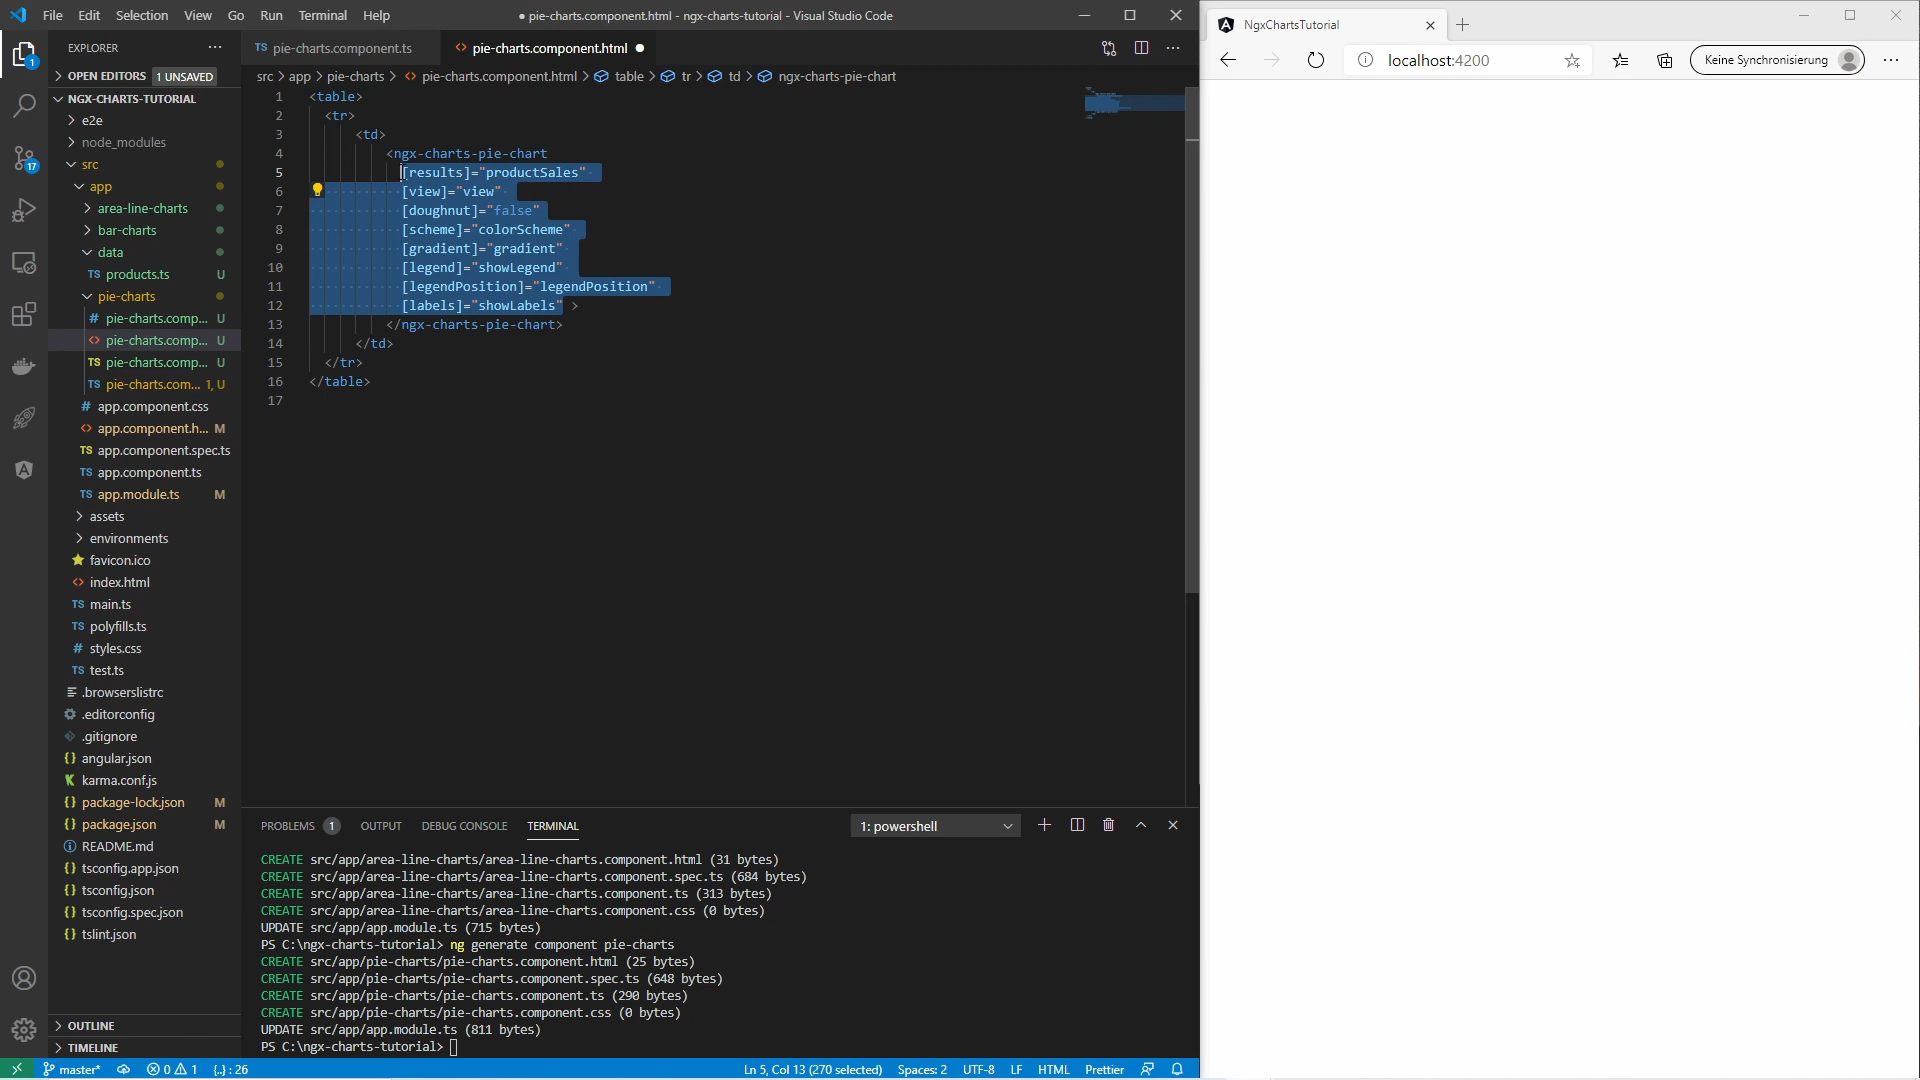 File Edit Selection View Go Run Terminal Help
● pie-charts.component.html - ngx-charts-tutorial - Visual Studio Code
EXPLORER
OPEN EDITORS 1 UNSAVED
NGX-CHARTS-TUTORIAL
e2e
node_modules
src
app
area-line-charts
bar-charts
data
TS products.ts U
pie-charts
# pie-charts.comp... U
<> pie-charts.comp... U
TS pie-charts.comp... U
TS pie-charts.com... 1, U
# app.component.css
<> app.component.h... M
TS app.component.spec.ts
TS app.component.ts
TS app.module.ts M
assets
environments
favicon.ico
<> index.html
TS main.ts
TS polyfills.ts
# styles.css
TS test.ts
.browserslistrc
.editorconfig
.gitignore
{} angular.json
karma.conf.js
{} package-lock.json M
{} package.json M
README.md
{} tsconfig.app.json
{} tsconfig.json
{} tsconfig.spec.json
{} tslint.json
OUTLINE
TIMELINE
1
17
TS pie-charts.component.ts
<> pie-charts.component.html ●
src > app > pie-charts > <> pie-charts.component.html > table > tr > td > ngx-charts-pie-chart
1 <table>
2 <tr>
3 <td>
4 <ngx-charts-pie-chart
5 [results]="productSales"
6 [view]="view"
7 [doughnut]="false"
8 [scheme]="colorScheme"
9 [gradient]="gradient"
10 [legend]="showLegend"
11 [legendPosition]="legendPosition"
12 [labels]="showLabels" >
13 </ngx-charts-pie-chart>
14 </td>
15 </tr>
16 </table>
17
PROBLEMS 1 OUTPUT DEBUG CONSOLE TERMINAL
1: powershell
CREATE src/app/area-line-charts/area-line-charts.component.html (31 bytes)
CREATE src/app/area-line-charts/area-line-charts.component.spec.ts (684 bytes)
CREATE src/app/area-line-charts/area-line-charts.component.ts (313 bytes)
CREATE src/app/area-line-charts/area-line-charts.component.css (0 bytes)
UPDATE src/app/app.module.ts (715 bytes)
PS C:\ngx-charts-tutorial> ng generate component pie-charts
CREATE src/app/pie-charts/pie-charts.component.html (25 bytes)
CREATE src/app/pie-charts/pie-charts.component.spec.ts (648 bytes)
CREATE src/app/pie-charts/pie-charts.component.ts (290 bytes)
CREATE src/app/pie-charts/pie-charts.component.css (0 bytes)
UPDATE src/app/app.module.ts (811 bytes)
PS C:\ngx-charts-tutorial>
master* 0 1 {..} : 26
Ln 5, Col 13 (270 selected) Spaces: 2 UTF-8 LF HTML Prettier
NgxChartsTutorial
localhost:4200
Keine Synchronisierung